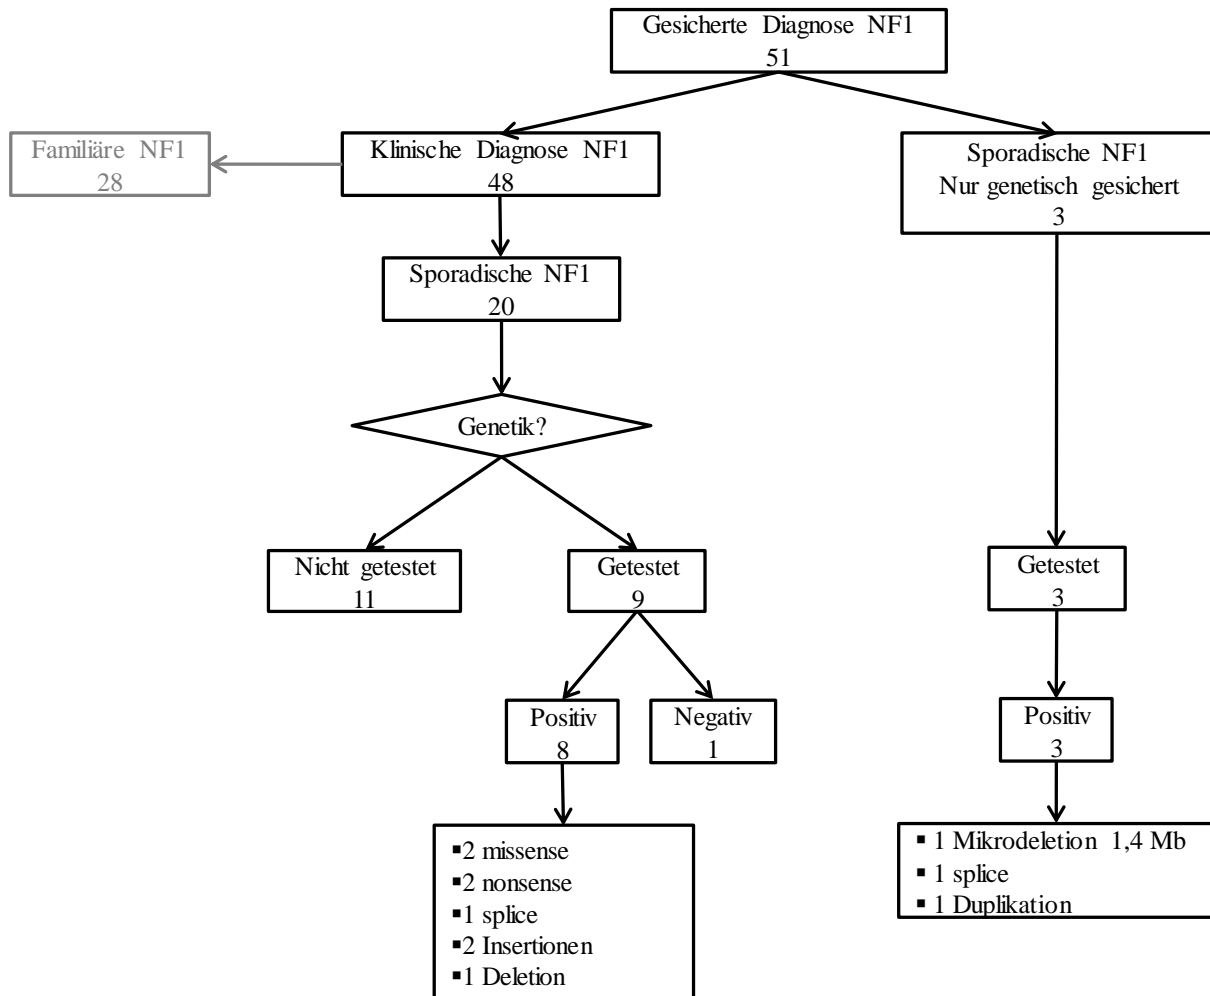 Gesicherte Diagnose NF1
51
Familiäre NF1
28
Klinische Diagnose NF1
48
Sporadische NF1
Nur genetisch gesichert
3
Sporadische NF1
20
Genetik?
Nicht getestet
11
Getestet
9
Getestet
3
Positiv
8
Negativ
1
Positiv
3
▪2 missense
▪2 nonsense
▪1 splice
▪2 Insertionen
▪1 Deletion
▪ 1 Mikrodeletion 1,4 Mb
▪ 1 splice
▪ 1 Duplikation